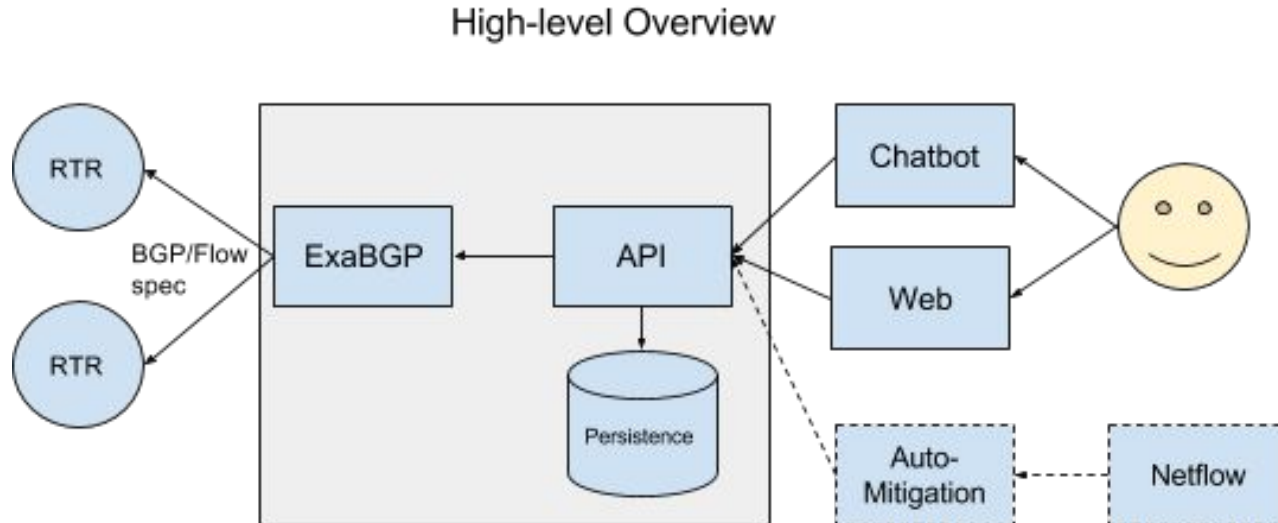 High-level Overview
RTR
BGP/Flow
spec
RTR
ExaBGP
API
Persistence
Chatbot
Web
Auto-
Mitigation
Netflow